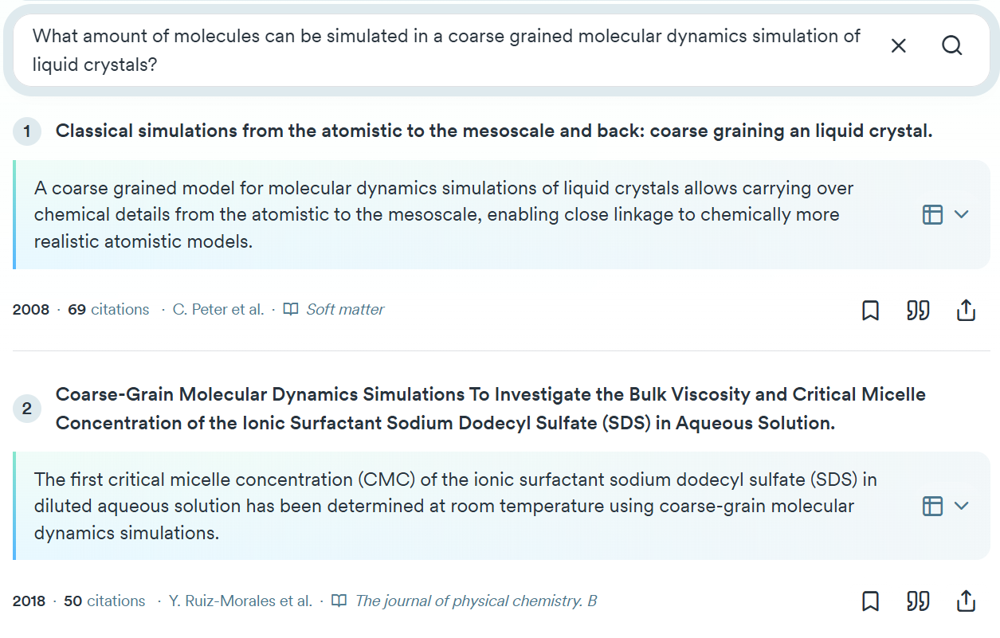 What amount of molecules can be simulated in a coarse grained molecular dynamics simulation of
liquid crystals?
1 Classical simulations from the atomistic to the mesoscale and back: coarse graining an liquid crystal.
A coarse grained model for molecular dynamics simulations of liquid crystals allows carrying over
chemical details from the atomistic to the mesoscale, enabling close linkage to chemically more
realistic atomistic models.
2008 · 69 citations · C. Peter et al. · Soft matter
2 Coarse-Grain Molecular Dynamics Simulations To Investigate the Bulk Viscosity and Critical Micelle
Concentration of the Ionic Surfactant Sodium Dodecyl Sulfate (SDS) in Aqueous Solution.
The first critical micelle concentration (CMC) of the ionic surfactant sodium dodecyl sulfate (SDS) in
diluted aqueous solution has been determined at room temperature using coarse-grain molecular
dynamics simulations.
2018 · 50 citations · Y. Ruiz-Morales et al. · The journal of physical chemistry. B